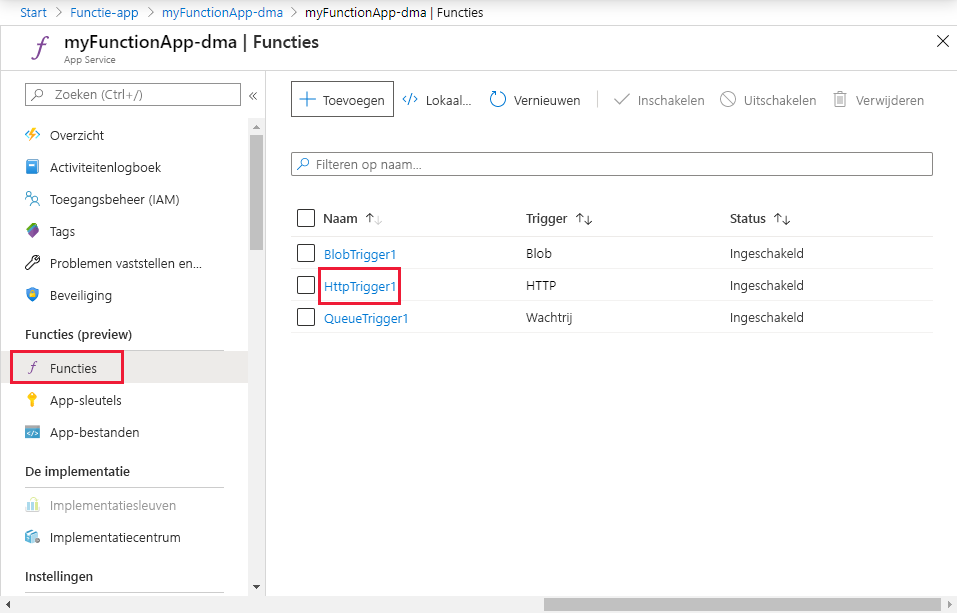 Start > Functie-app > myFunctionApp-dma > myFunctionApp-dma | Functies
myFunctionApp-dma | Functies
App Service
Zoeken (Ctrl+/)
Overzicht
Activiteitenlogboek
Toegangsbeheer (IAM)
Tags
Problemen vaststellen en...
Beveiliging
Functies (preview)
Functies
App-sleutels
App-bestanden
De implementatie
Implementatiesleuven
Implementatiecentrum
Instellingen
Toevoegen Lokaal... Vernieuwen Inschakelen Uitschakelen Verwijderen
Filteren op naam...
Naam Trigger Status
BlobTrigger1 Blob Ingeschakeld
HttpTrigger1 HTTP Ingeschakeld
QueueTrigger1 Wachtrij Ingeschakeld